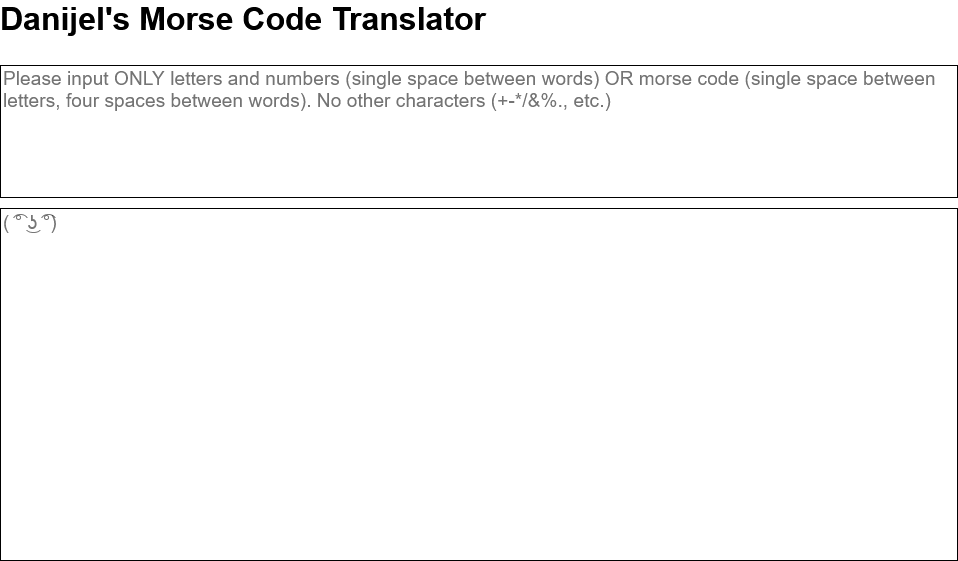 Danijel's Morse Code Translator
Please input ONLY letters and numbers (single space between words) OR morse code (single space between
letters, four spaces between words). No other characters (+-*/&%., etc.)
( ͡° ͜ʖ ͡°)